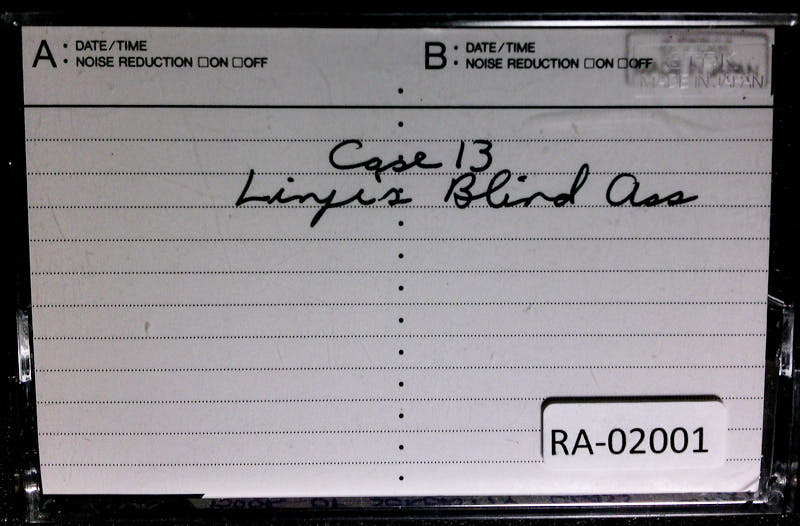 A • DATE/TIME
• NOISE REDUCTION □ON □OFF
B • DATE/TIME
• NOISE REDUCTION □ON □OFF
MADE IN JAPAN
Case 13
Linji's Blind Ass
RA-02001